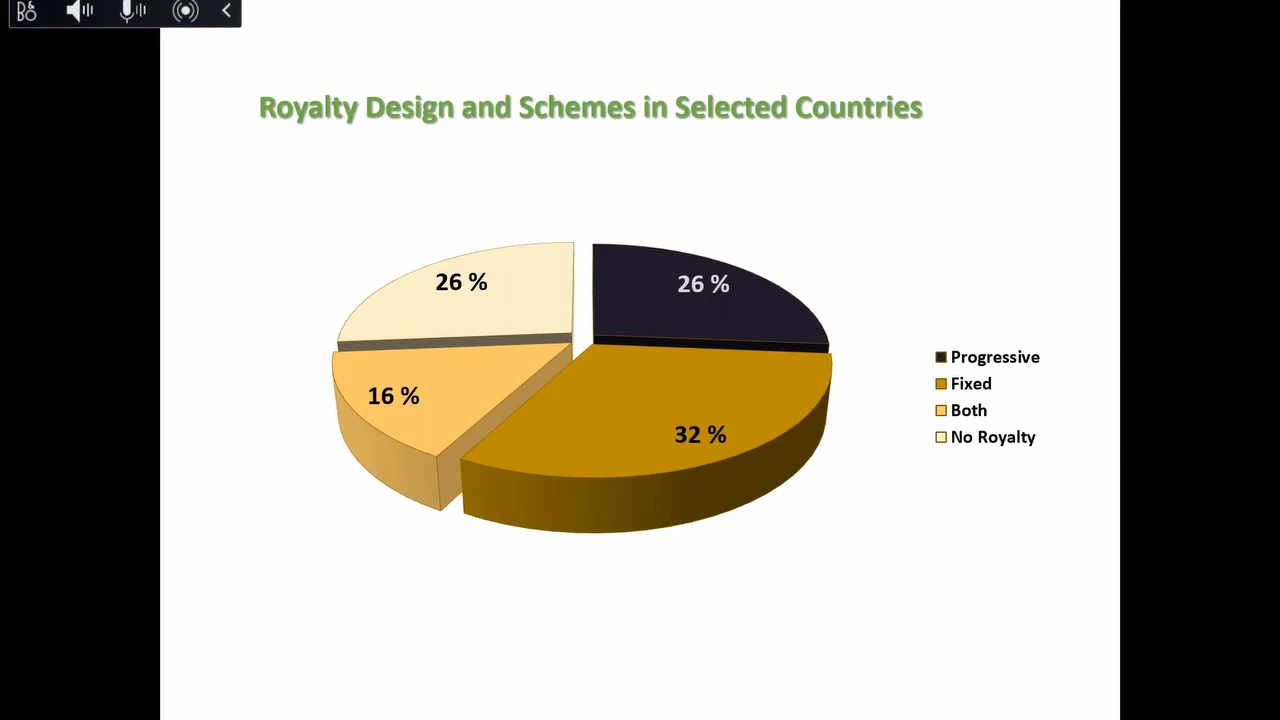 B&O
Royalty Design and Schemes in Selected Countries
26 %
26 %
16 %
32 %
Progressive
Fixed
Both
No Royalty